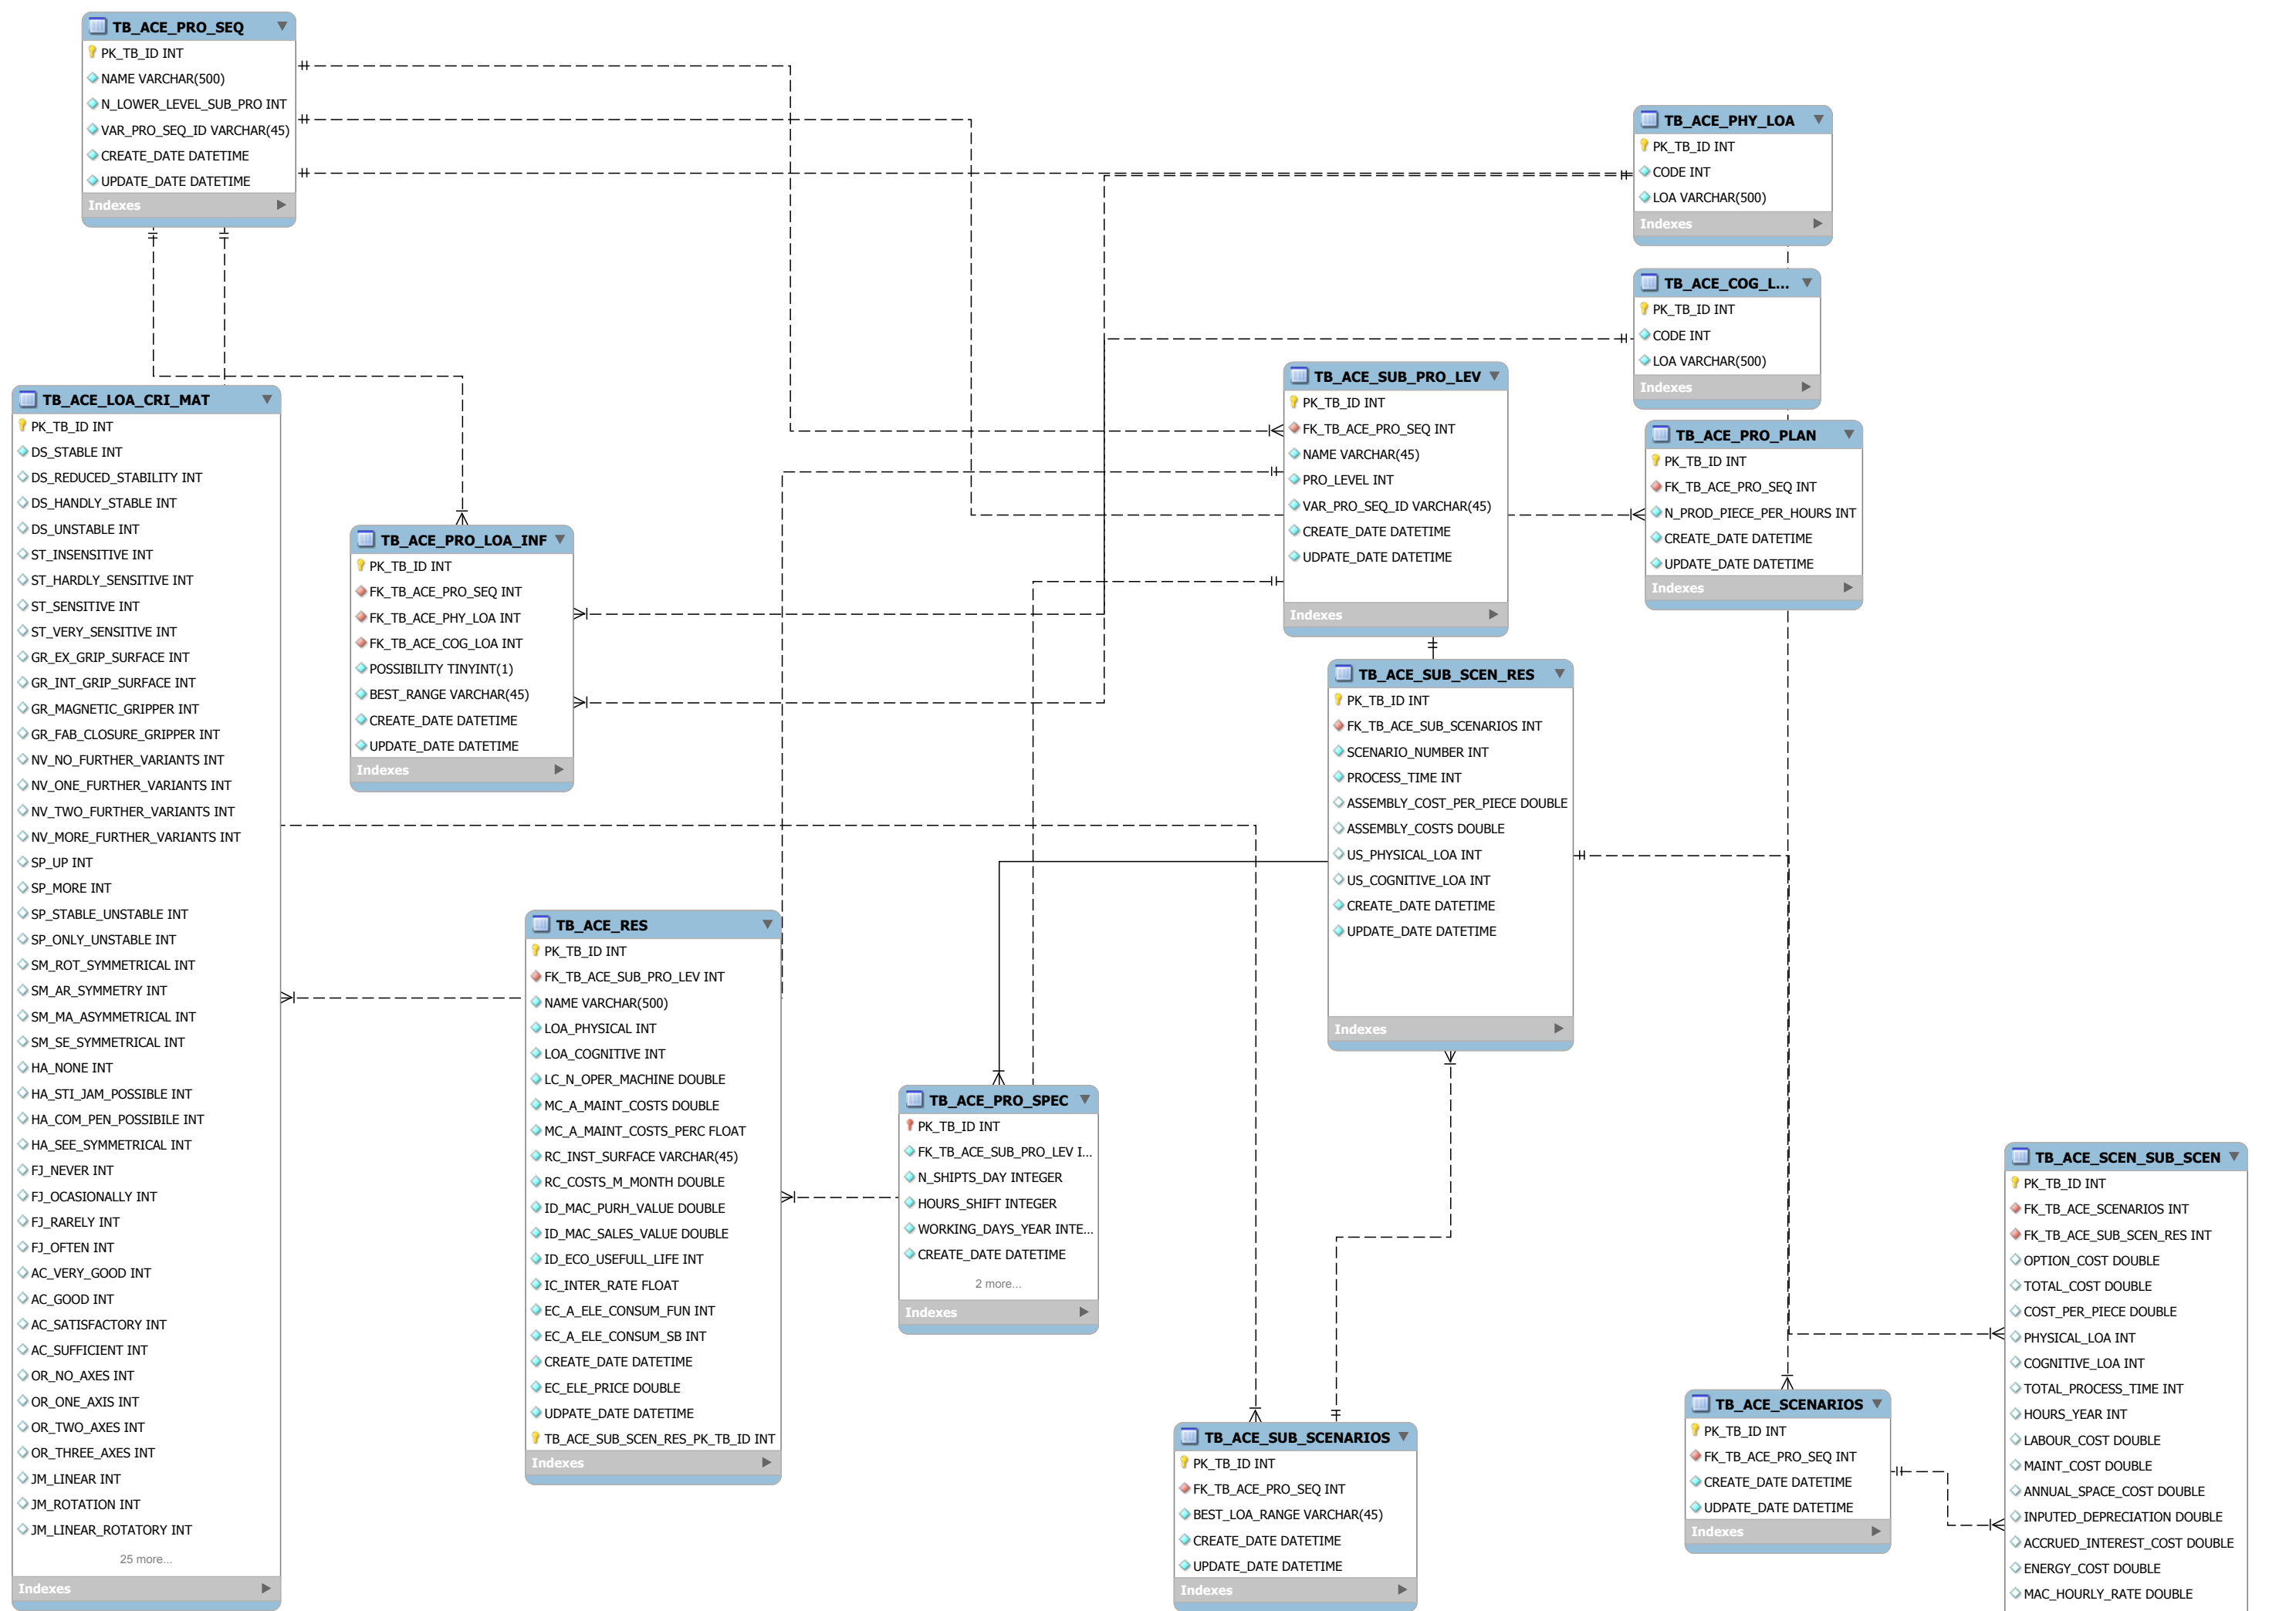 TB_ACE_PRO_SEQ
PK_TB_ID INT
NAME VARCHAR(500)
N_LOWER_LEVEL_SUB_PRO INT
VAR_PRO_SEQ_ID VARCHAR(45)
CREATE_DATE DATETIME
UPDATE_DATE DATETIME
Indexes
TB_ACE_PHY_LOA
PK_TB_ID INT
CODE INT
LOA VARCHAR(500)
Indexes
TB_ACE_COG_L...
PK_TB_ID INT
CODE INT
LOA VARCHAR(500)
Indexes
TB_ACE_SUB_PRO_LEV
PK_TB_ID INT
FK_TB_ACE_PRO_SEQ INT
NAME VARCHAR(45)
PRO_LEVEL INT
VAR_PRO_SEQ_ID VARCHAR(45)
CREATE_DATE DATETIME
UDPATE_DATE DATETIME
Indexes
TB_ACE_PRO_PLAN
PK_TB_ID INT
FK_TB_ACE_PRO_SEQ INT
N_PROD_PIECE_PER_HOURS INT
CREATE_DATE DATETIME
UPDATE_DATE DATETIME
Indexes
TB_ACE_LOA_CRI_MAT
PK_TB_ID INT
DS_STABLE INT
DS_REDUCED_STABILITY INT
DS_HANDLY_STABLE INT
DS_UNSTABLE INT
ST_INSENSITIVE INT
ST_HARDLY_SENSITIVE INT
ST_SENSITIVE INT
ST_VERY_SENSITIVE INT
GR_EX_GRIP_SURFACE INT
GR_INT_GRIP_SURFACE INT
GR_MAGNETIC_GRIPPER INT
GR_FAB_CLOSURE_GRIPPER INT
NV_NO_FURTHER_VARIANTS INT
NV_ONE_FURTHER_VARIANTS INT
NV_TWO_FURTHER_VARIANTS INT
NV_MORE_FURTHER_VARIANTS INT
SP_UP INT
SP_MORE INT
SP_STABLE_UNSTABLE INT
SP_ONLY_UNSTABLE INT
SM_ROT_SYMMETRICAL INT
SM_AR_SYMMETRY INT
SM_MA_ASYMMETRICAL INT
SM_SE_SYMMETRICAL INT
HA_NONE INT
HA_STI_JAM_POSSIBLE INT
HA_COM_PEN_POSSIBILE INT
HA_SEE_SYMMETRICAL INT
FJ_NEVER INT
FJ_OCASIONALLY INT
FJ_RARELY INT
FJ_OFTEN INT
AC_VERY_GOOD INT
AC_GOOD INT
AC_SATISFACTORY INT
AC_SUFFICIENT INT
OR_NO_AXES INT
OR_ONE_AXIS INT
OR_TWO_AXES INT
OR_THREE_AXES INT
JM_LINEAR INT
JM_ROTATION INT
JM_LINEAR_ROTATORY INT
25 more...
Indexes
TB_ACE_PRO_LOA_INF
PK_TB_ID INT
FK_TB_ACE_PRO_SEQ INT
FK_TB_ACE_PHY_LOA INT
FK_TB_ACE_COG_LOA INT
POSSIBILITY TINYINT(1)
BEST_RANGE VARCHAR(45)
CREATE_DATE DATETIME
UPDATE_DATE DATETIME
Indexes
TB_ACE_SUB_SCEN_RES
PK_TB_ID INT
FK_TB_ACE_SUB_SCENARIOS INT
SCENARIO_NUMBER INT
PROCESS_TIME INT
ASSEMBLY_COST_PER_PIECE DOUBLE
ASSEMBLY_COSTS DOUBLE
US_PHYSICAL_LOA INT
US_COGNITIVE_LOA INT
CREATE_DATE DATETIME
UPDATE_DATE DATETIME
Indexes
TB_ACE_RES
PK_TB_ID INT
FK_TB_ACE_SUB_PRO_LEV INT
NAME VARCHAR(500)
LOA_PHYSICAL INT
LOA_COGNITIVE INT
LC_N_OPER_MACHINE DOUBLE
MC_A_MAINT_COSTS DOUBLE
MC_A_MAINT_COSTS_PERC FLOAT
RC_INST_SURFACE VARCHAR(45)
RC_COSTS_M_MONTH DOUBLE
ID_MAC_PURH_VALUE DOUBLE
ID_MAC_SALES_VALUE DOUBLE
ID_ECO_USEFULL_LIFE INT
IC_INTER_RATE FLOAT
EC_A_ELE_CONSUM_FUN INT
EC_A_ELE_CONSUM_SB INT
CREATE_DATE DATETIME
EC_ELE_PRICE DOUBLE
UDPATE_DATE DATETIME
TB_ACE_SUB_SCEN_RES_PK_TB_ID INT
Indexes
TB_ACE_PRO_SPEC
PK_TB_ID INT
FK_TB_ACE_SUB_PRO_LEV I...
N_SHIPTS_DAY INTEGER
HOURS_SHIFT INTEGER
WORKING_DAYS_YEAR INTE...
CREATE_DATE DATETIME
2 more...
Indexes
TB_ACE_SUB_SCENARIOS
PK_TB_ID INT
FK_TB_ACE_PRO_SEQ INT
BEST_LOA_RANGE VARCHAR(45)
CREATE_DATE DATETIME
UPDATE_DATE DATETIME
Indexes
TB_ACE_SCENARIOS
PK_TB_ID INT
FK_TB_ACE_PRO_SEQ INT
CREATE_DATE DATETIME
UDPATE_DATE DATETIME
Indexes
TB_ACE_SCEN_SUB_SCEN
PK_TB_ID INT
FK_TB_ACE_SCENARIOS INT
FK_TB_ACE_SUB_SCEN_RES INT
OPTION_COST DOUBLE
TOTAL_COST DOUBLE
COST_PER_PIECE DOUBLE
PHYSICAL_LOA INT
COGNITIVE_LOA INT
TOTAL_PROCESS_TIME INT
HOURS_YEAR INT
LABOUR_COST DOUBLE
MAINT_COST DOUBLE
ANNUAL_SPACE_COST DOUBLE
INPUTED_DEPRECIATION DOUBLE
ACCRUED_INTEREST_COST DOUBLE
ENERGY_COST DOUBLE
MAC_HOURLY_RATE DOUBLE